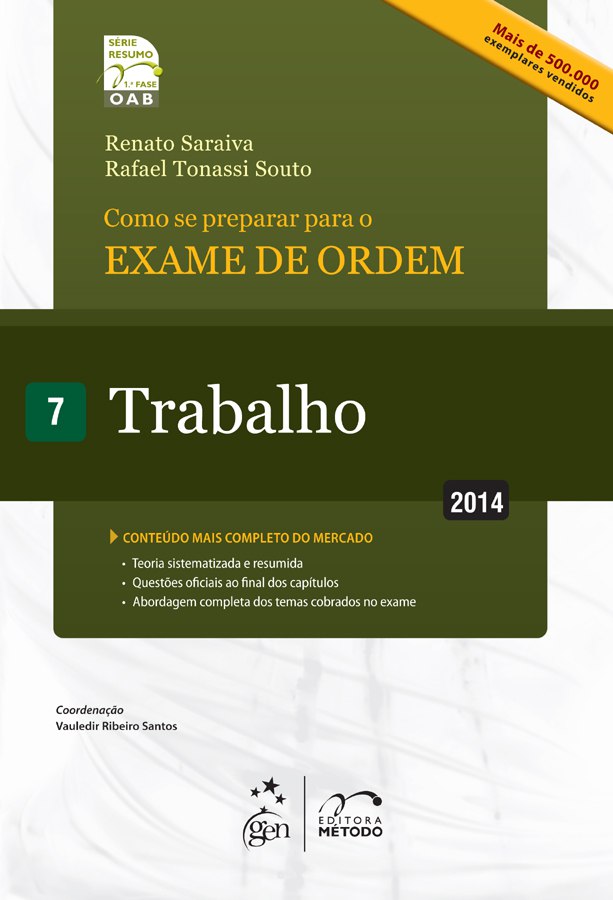 SÉRIE
RESUMO
1.ª FASE
OAB
Mais de 500.000
exemplares vendidos
Renato Saraiva
Rafael Tonassi Souto
Como se preparar para o
EXAME DE ORDEM
7
Trabalho
2014
CONTEÚDO MAIS COMPLETO DO MERCADO
• Teoria sistematizada e resumida
• Questões oficiais ao final dos capítulos
• Abordagem completa dos temas cobrados no exame
Coordenação
Vauledir Ribeiro Santos
gen
EDITORA
MÉTODO